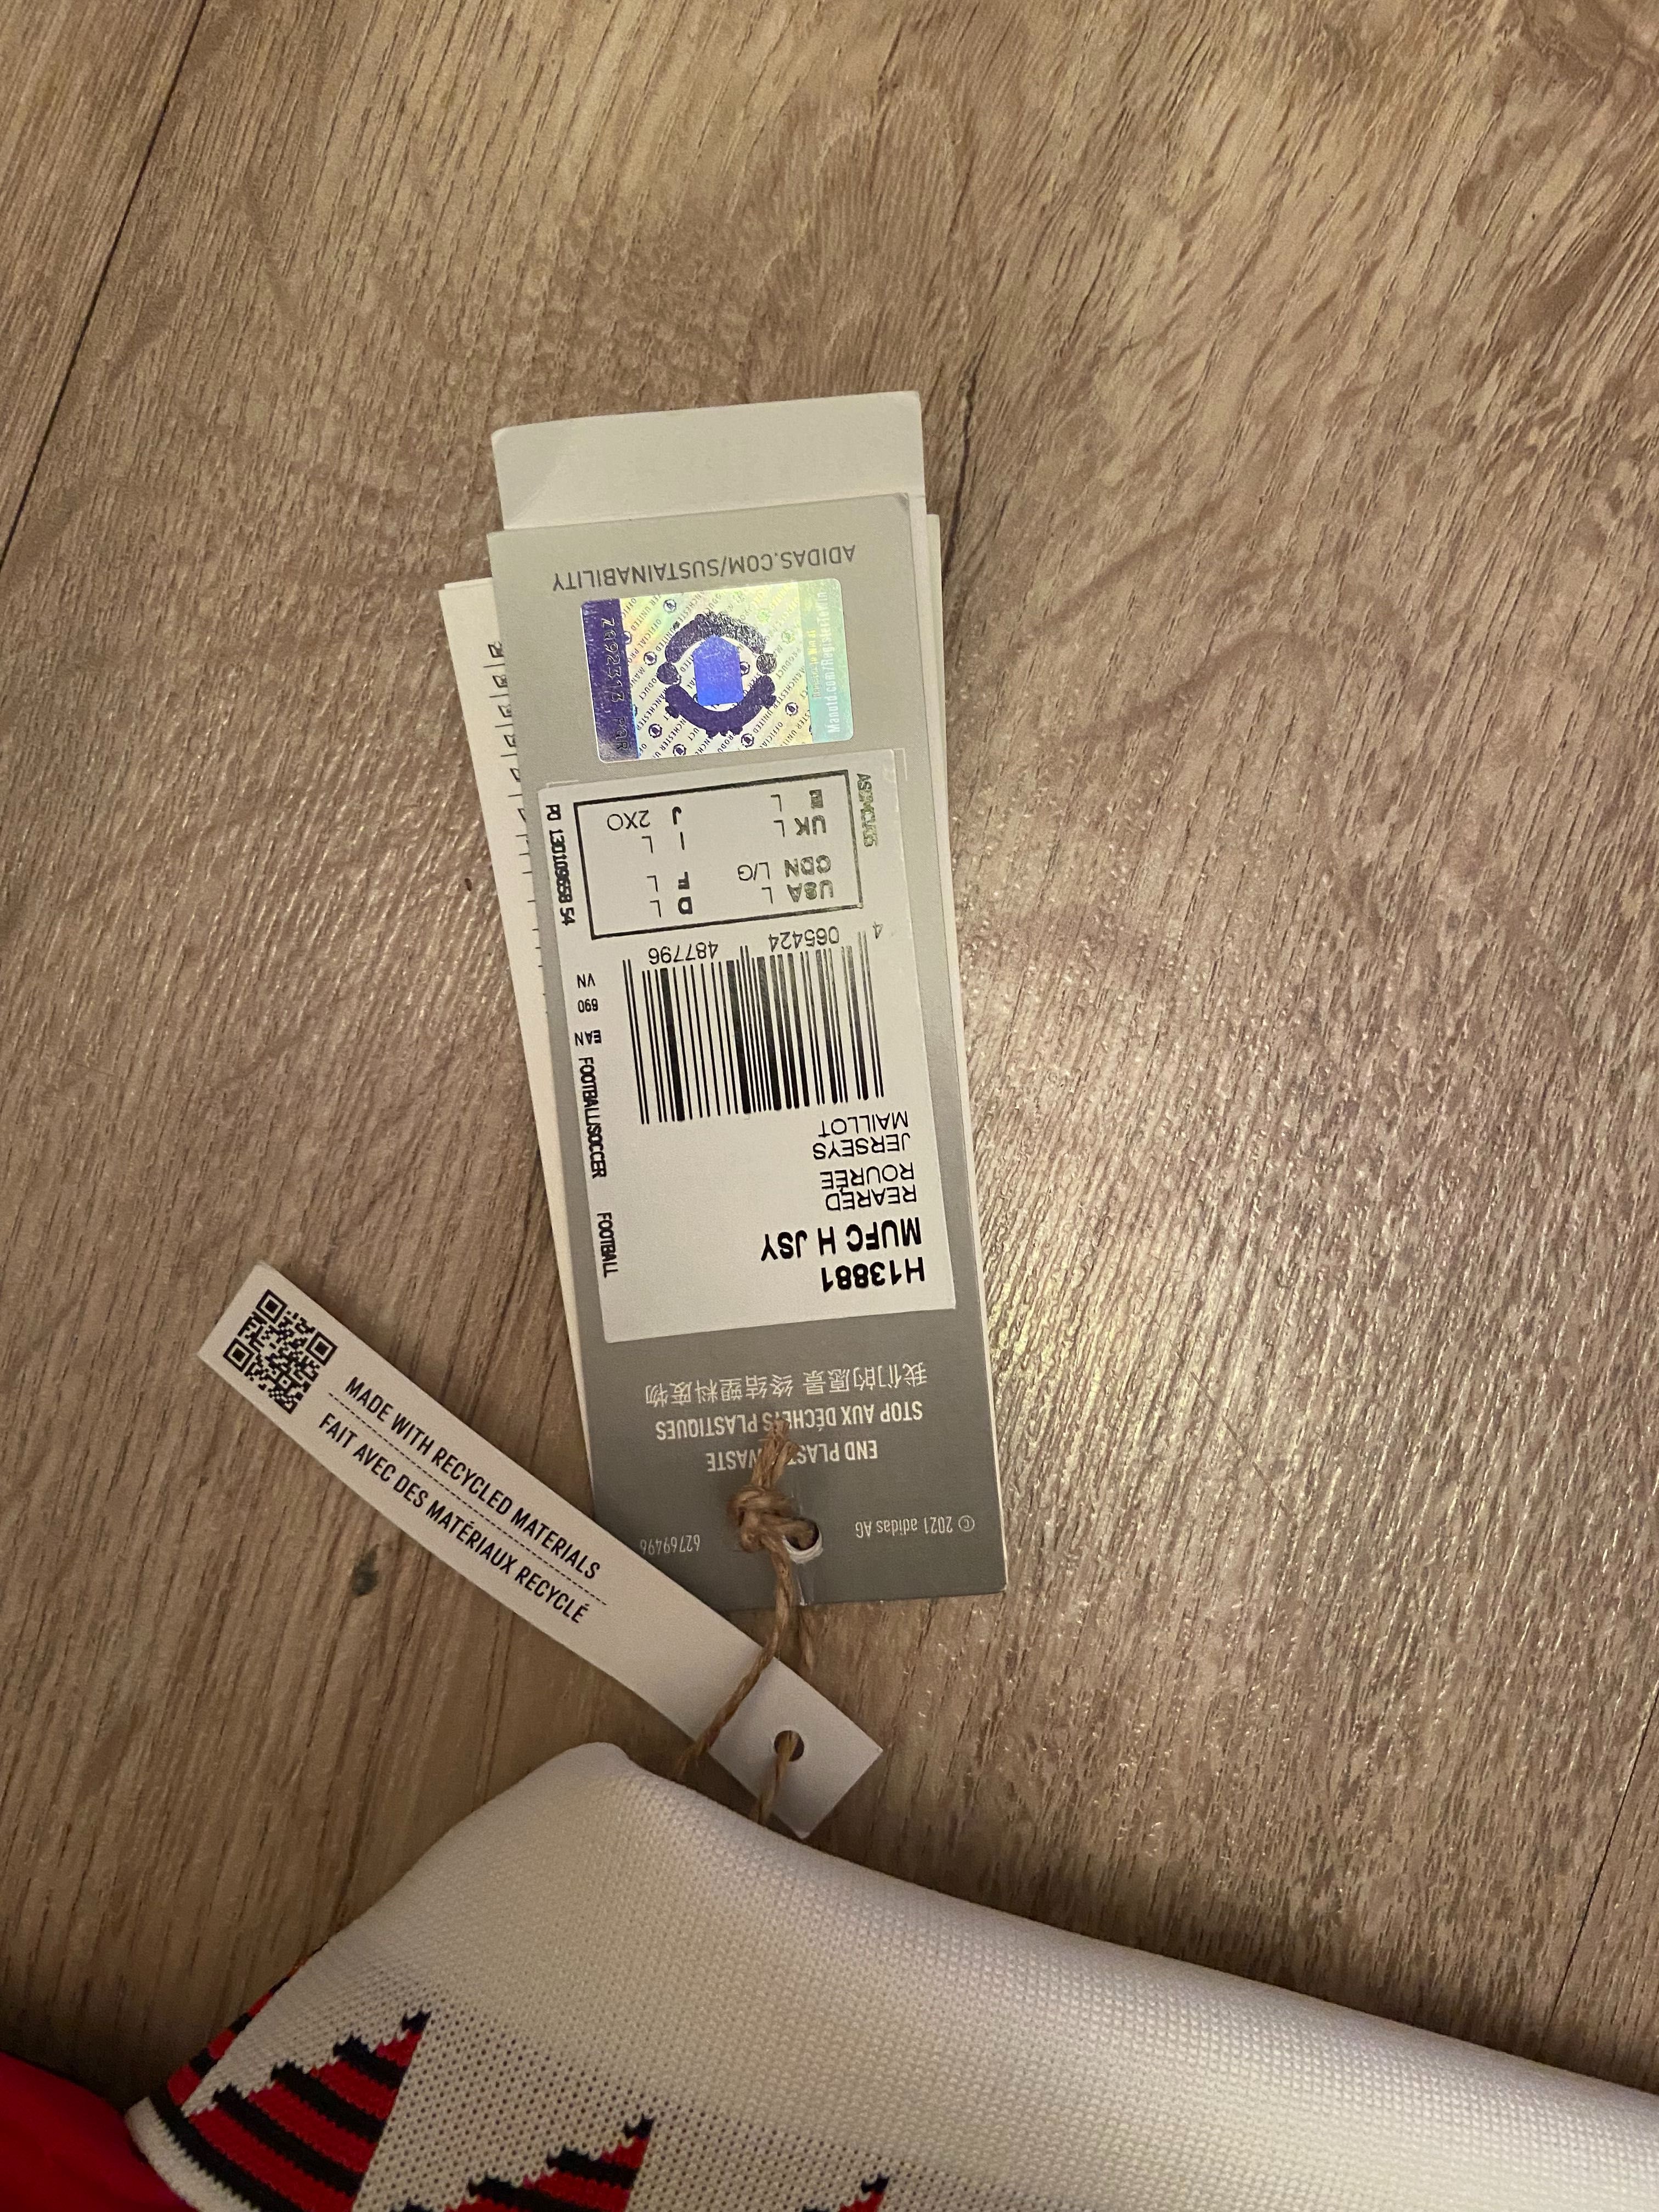 © 2021 adidas AG
62769496
END PLASTIC WASTE
STOP AUX DÉCHETS PLASTIQUES
我们的愿景 终结塑料废物
H13881
MUFC H JSY
REARED
ROUREE
JERSEYS
MAILLOT
4 065424 487796
USA L D L
CDN L/G F L
UK L I L
L J 2XO
FOOTBALL FOOTBALL/SOCCER EAN 690 VN
ADIDAS.COM/SUSTAINABILITY
MADE WITH RECYCLED MATERIALS
FAIT AVEC DES MATÉRIAUX RECYCLÉ